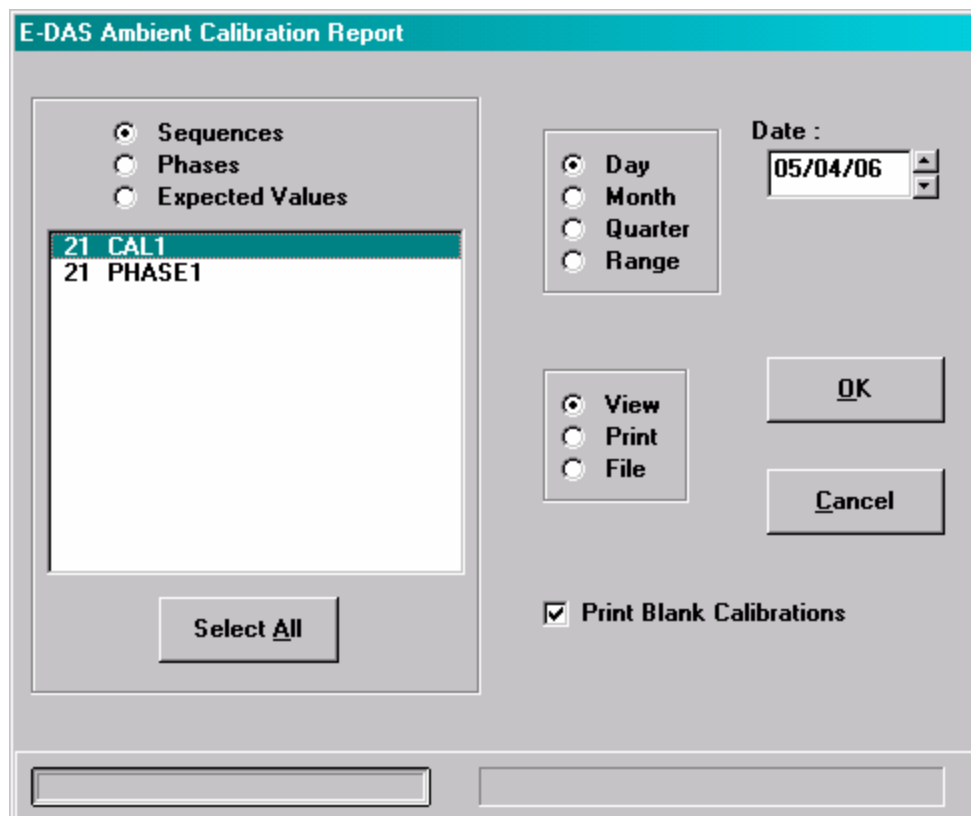 E-DAS Ambient Calibration Report
Sequences
Phases
Expected Values
21 CAL1
21 PHASE1
Select All
Day
Month
Quarter
Range
Date :
05/04/06
View
Print
File
OK
Cancel
Print Blank Calibrations